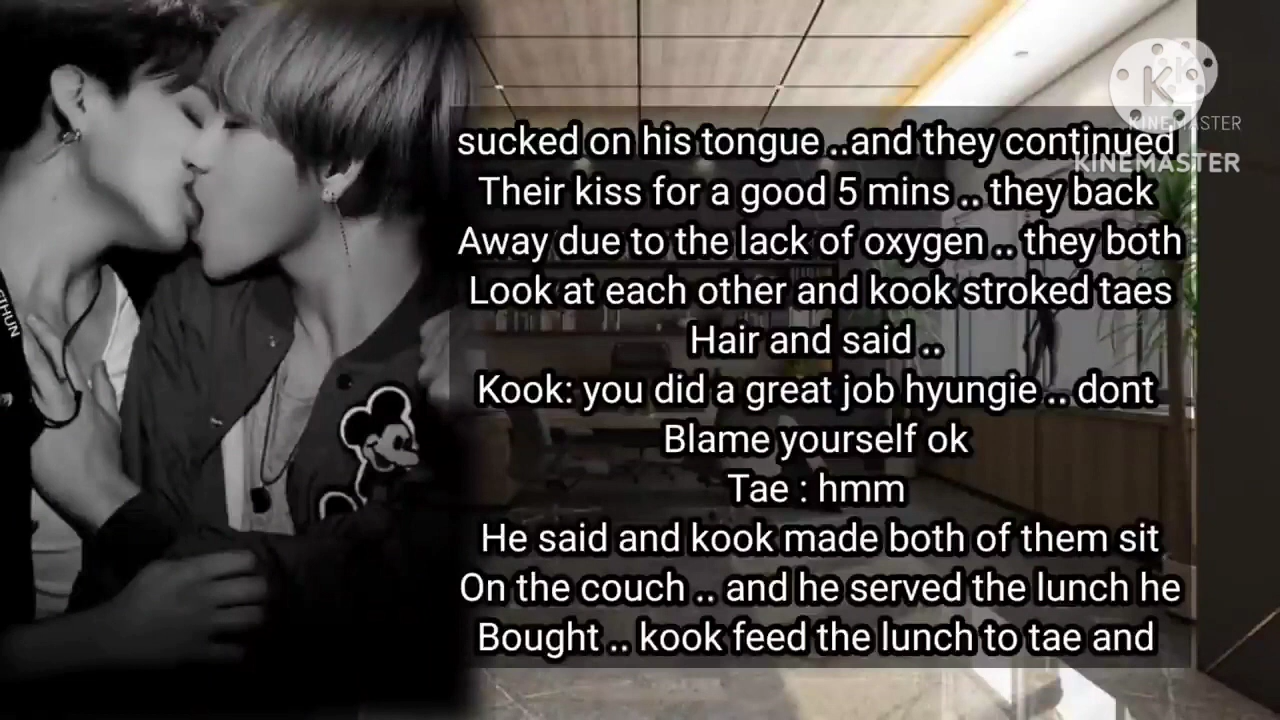 sucked on his tongue ..and they continued
Their kiss for a good 5 mins .. they back
Away due to the lack of oxygen .. they both
Look at each other and kook stroked taes
Hair and said ..
Kook: you did a great job hyungie .. dont
Blame yourself ok
Tae : hmm
He said and kook made both of them sit
On the couch .. and he served the lunch he
Bought .. kook feed the lunch to tae and
K
K
KINEMASTER
KINEMASTER